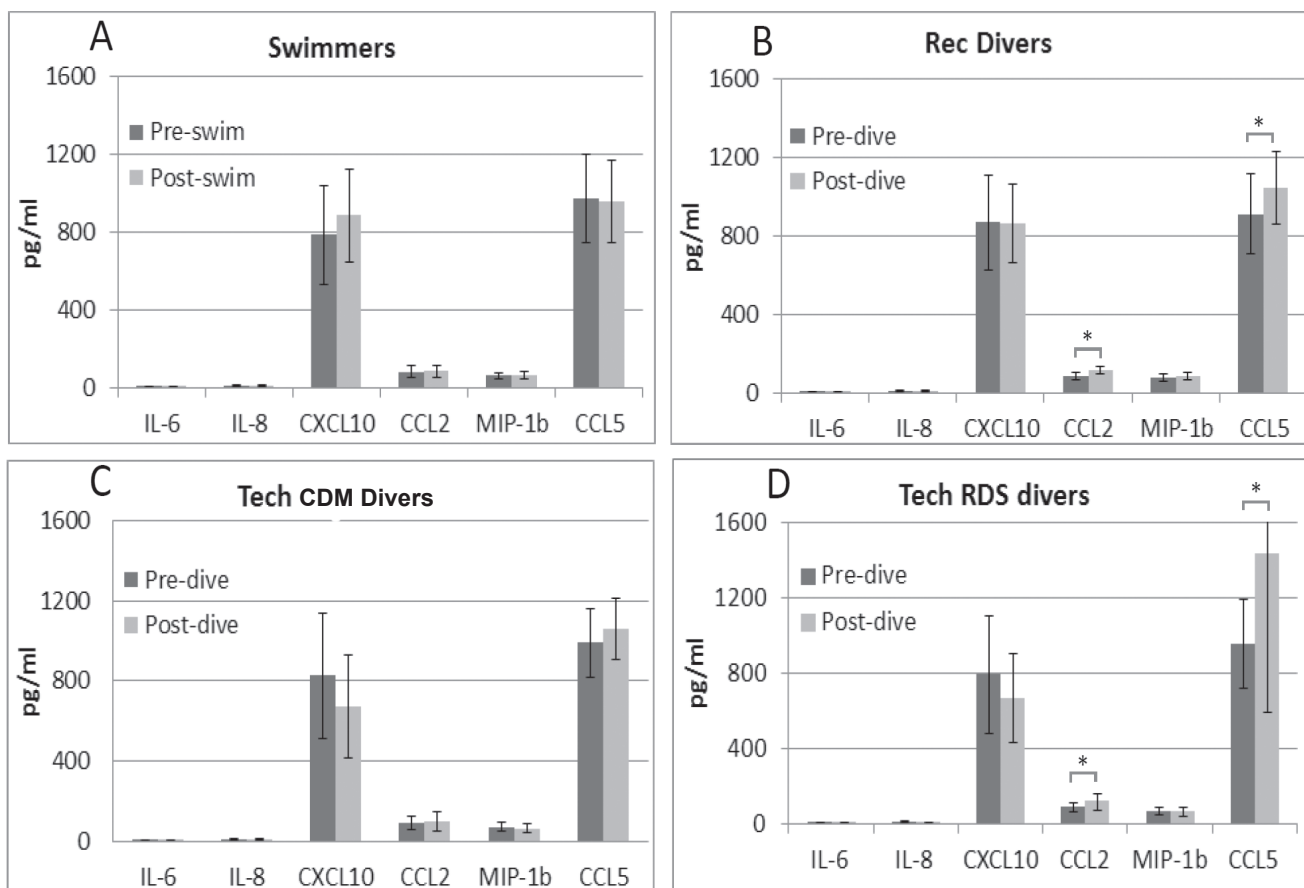 A
Swimmers
1600
1200
800
400
0
pg/ml
Pre-swim
Post-swim
IL-6 IL-8 CXCL10 CCL2 MIP-1b CCL5
B
Rec Divers
1600
1200
800
400
0
pg/ml
Pre-dive
Post-dive
*
*
IL-6 IL-8 CXCL10 CCL2 MIP-1b CCL5
C
Tech CDM Divers
1600
1200
800
400
0
pg/ml
Pre-dive
Post-dive
IL-6 IL-8 CXCL10 CCL2 MIP-1b CCL5
D
Tech RDS divers
1600
1200
800
400
0
pg/ml
Pre-dive
Post-dive
*
*
IL-6 IL-8 CXCL10 CCL2 MIP-1b CCL5